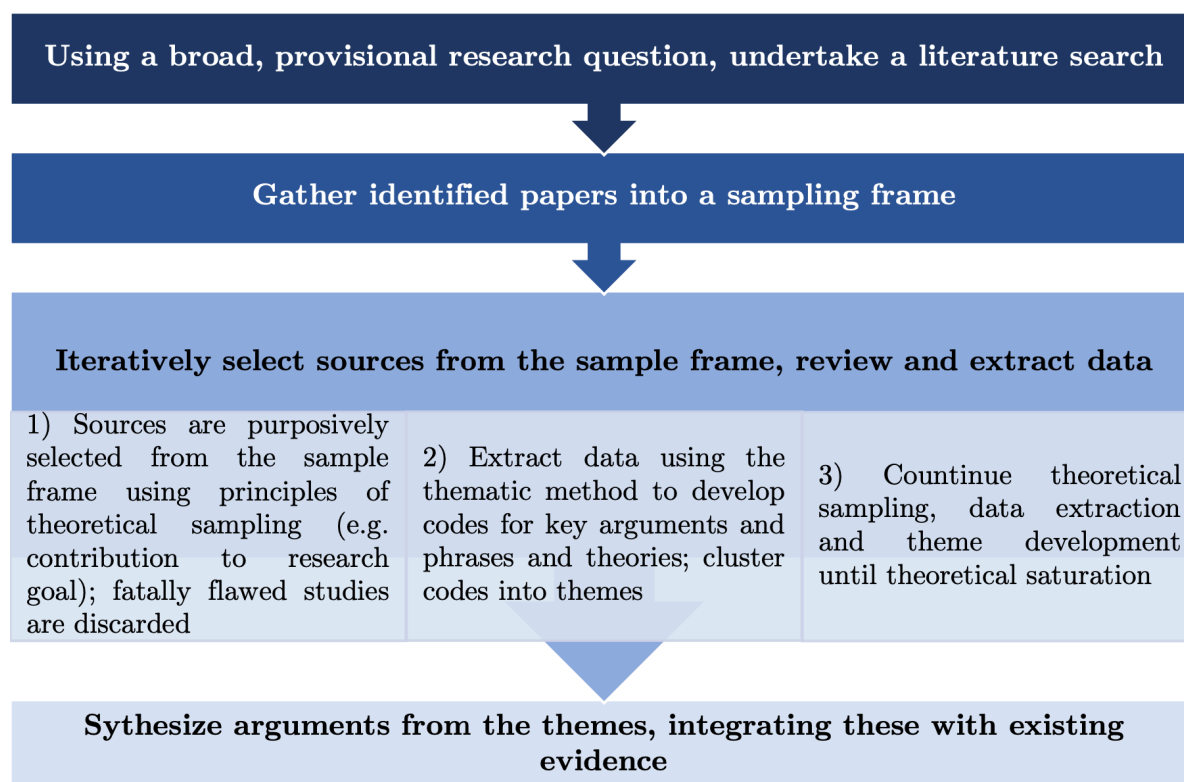 Using a broad, provisional research question, undertake a literature search
Gather identified papers into a sampling frame
Iteratively select sources from the sample frame, review and extract data
1) Sources are purposively
selected from the sample
frame using principles of
theoretical sampling (e.g.
contribution to research
goal); fatally flawed studies
are discarded
2) Extract data using the
thematic method to develop
codes for key arguments and
phrases and theories; cluster
codes into themes
3) Countinue theoretical
sampling, data extraction
and theme development
until theoretical saturation
Sythesize arguments from the themes, integrating these with existing
evidence